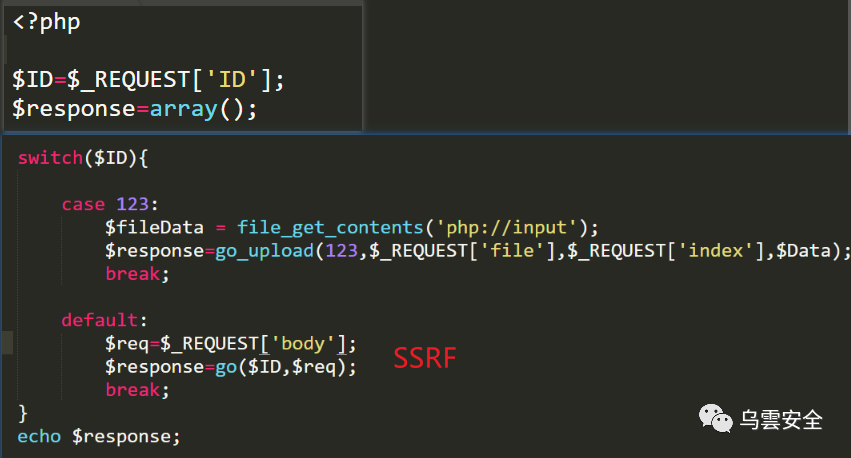 <?php
$ID=$_REQUEST['ID'];
$response=array();
switch($ID){
case 123:
$fileData = file_get_contents('php://input');
$response=go_upload(123,$_REQUEST['file'],$_REQUEST['index'],$Data);
break;
default:
$req=$_REQUEST['body'];
$response=go($ID,$req);
SSRF
break;
}
echo $response;
乌雲安全